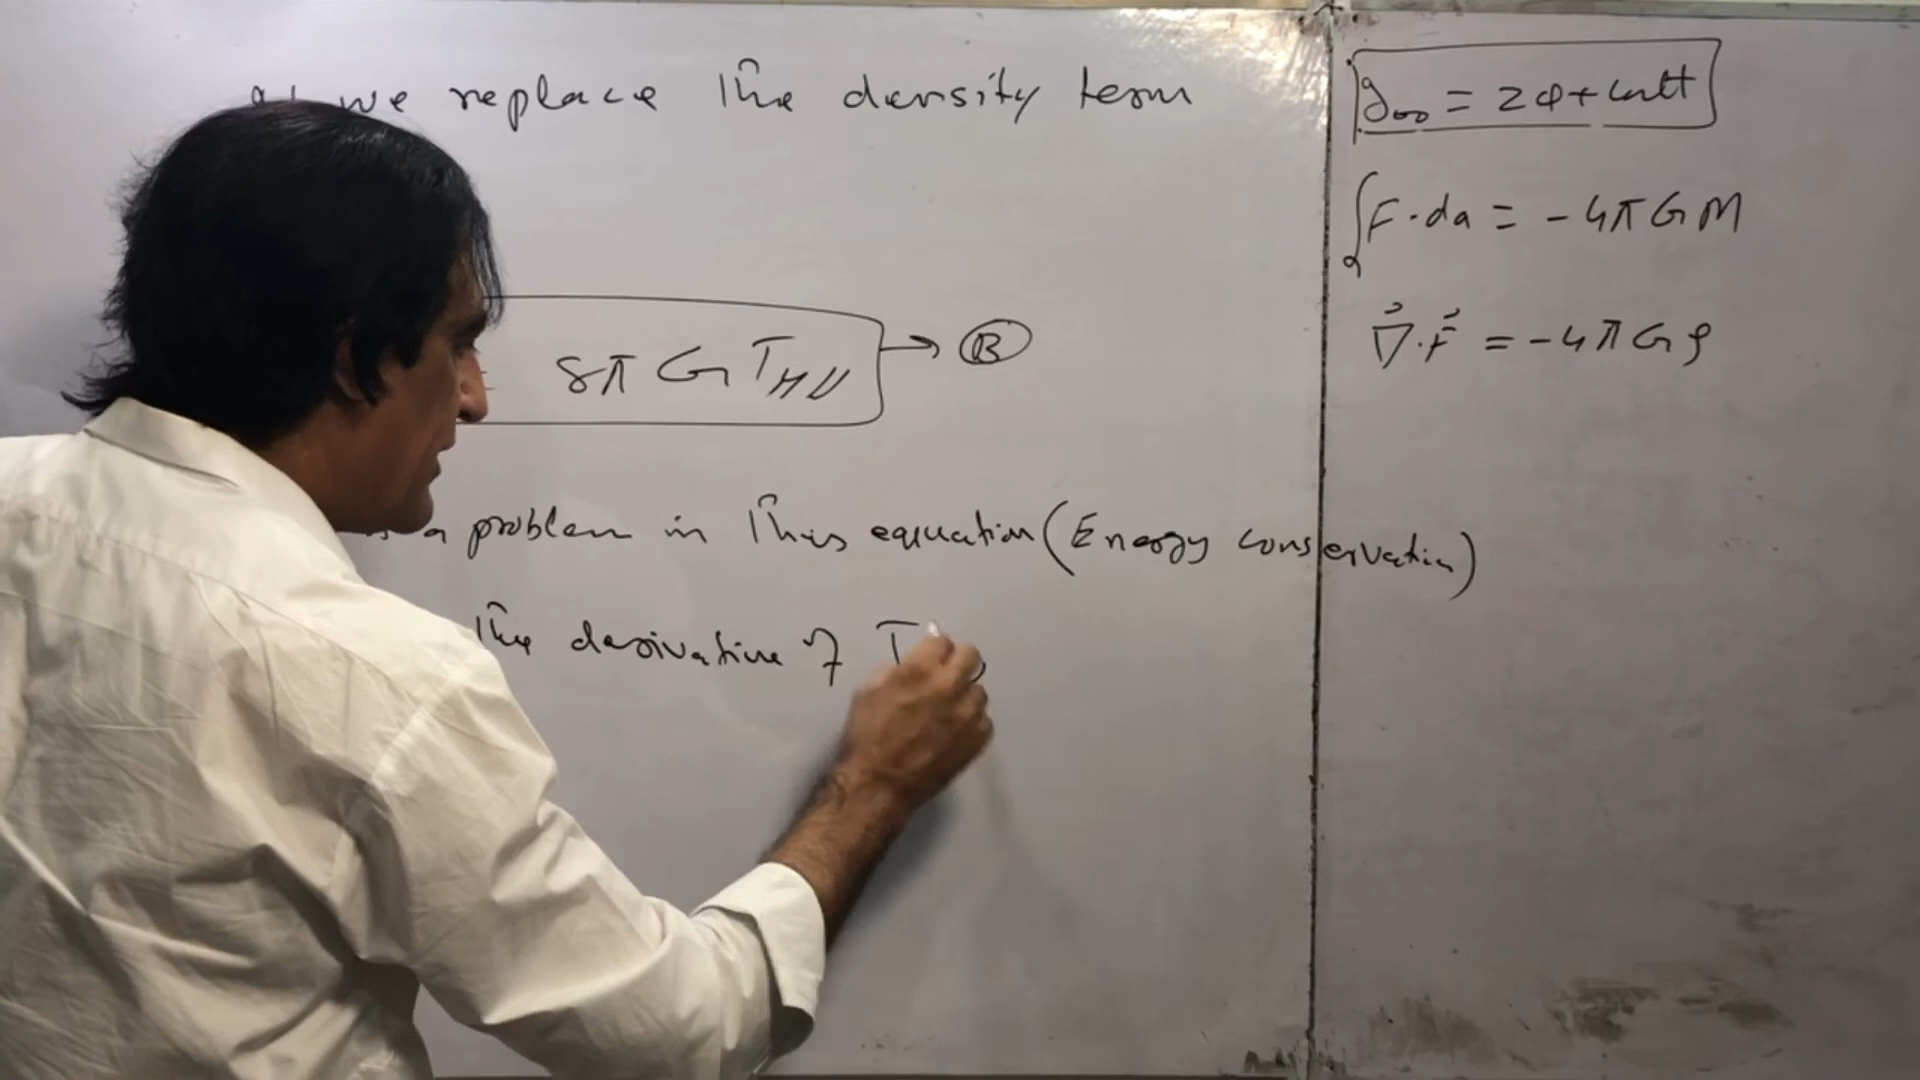 we replace the density term
8π G Tμν → B
a problem in this equation (Energy conservation)
the derivative of T
g₀₀ = 2φ + cont
∫F·da = -4πGM
∇⃗·F⃗ = -4πGρ